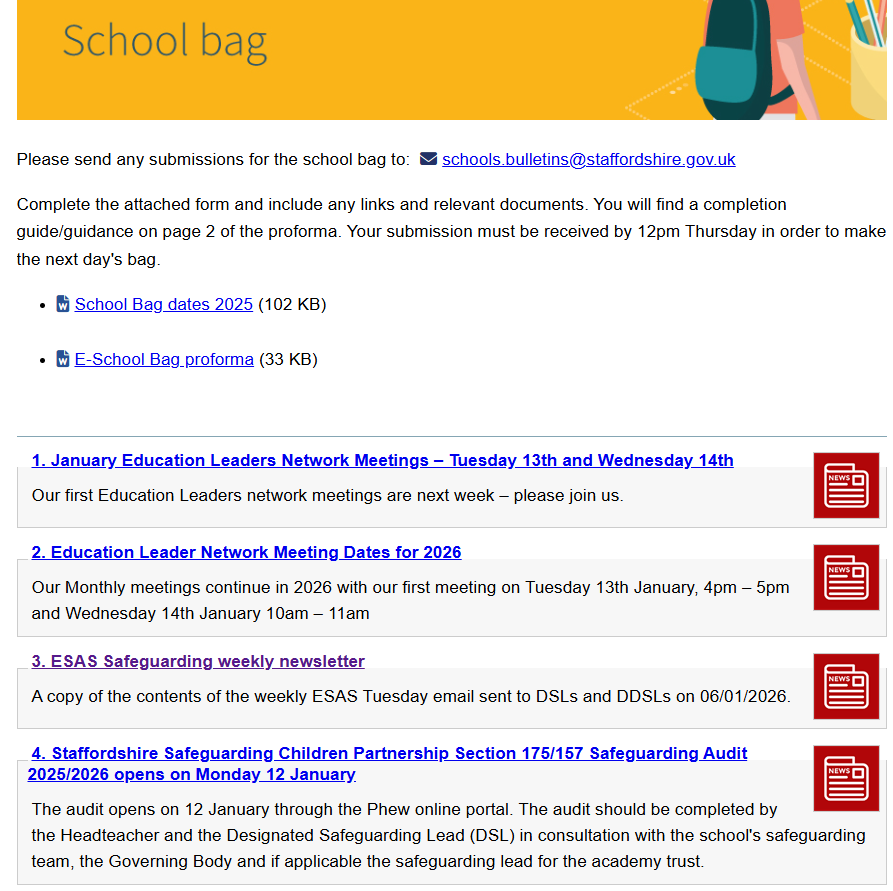 School bag
Please send any submissions for the school bag to: schools.bulletins@staffordshire.gov.uk
Complete the attached form and include any links and relevant documents. You will find a completion
guide/guidance on page 2 of the proforma. Your submission must be received by 12pm Thursday in order to make
the next day's bag.
School Bag dates 2025 (102 KB)
E-School Bag proforma (33 KB)
1. January Education Leaders Network Meetings – Tuesday 13th and Wednesday 14th
NEWS
Our first Education Leaders network meetings are next week – please join us.
2. Education Leader Network Meeting Dates for 2026
NEWS
Our Monthly meetings continue in 2026 with our first meeting on Tuesday 13th January, 4pm – 5pm
and Wednesday 14th January 10am – 11am
3. ESAS Safeguarding weekly newsletter
NEWS
A copy of the contents of the weekly ESAS Tuesday email sent to DSLs and DDSLs on 06/01/2026.
4. Staffordshire Safeguarding Children Partnership Section 175/157 Safeguarding Audit
2025/2026 opens on Monday 12 January
NEWS
The audit opens on 12 January through the Phew online portal. The audit should be completed by
the Headteacher and the Designated Safeguarding Lead (DSL) in consultation with the school's safeguarding
team, the Governing Body and if applicable the safeguarding lead for the academy trust.